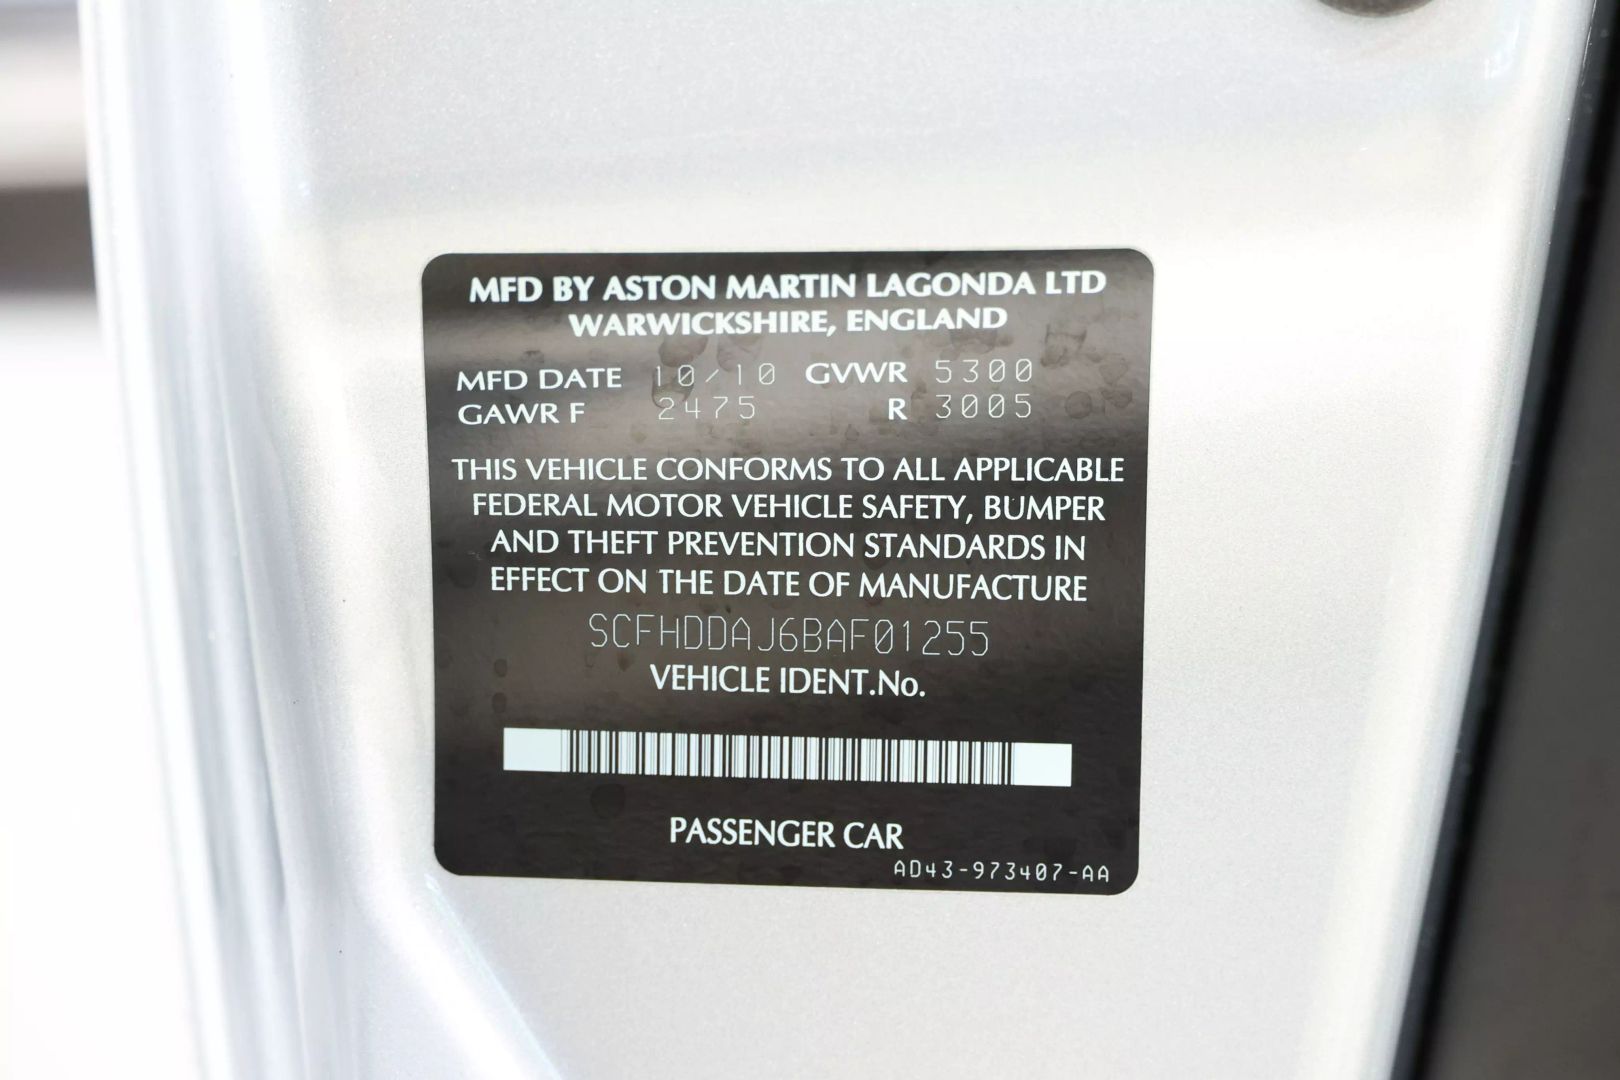 MFD BY ASTON MARTIN LAGONDA LTD
WARWICKSHIRE, ENGLAND
MFD DATE 10/10 GVWR 5300
GAWR F 2475 R 3005
THIS VEHICLE CONFORMS TO ALL APPLICABLE
FEDERAL MOTOR VEHICLE SAFETY, BUMPER
AND THEFT PREVENTION STANDARDS IN
EFFECT ON THE DATE OF MANUFACTURE
SCFHDDAJ6BAF01255
VEHICLE IDENT.No.
PASSENGER CAR
AD43-973407-AA